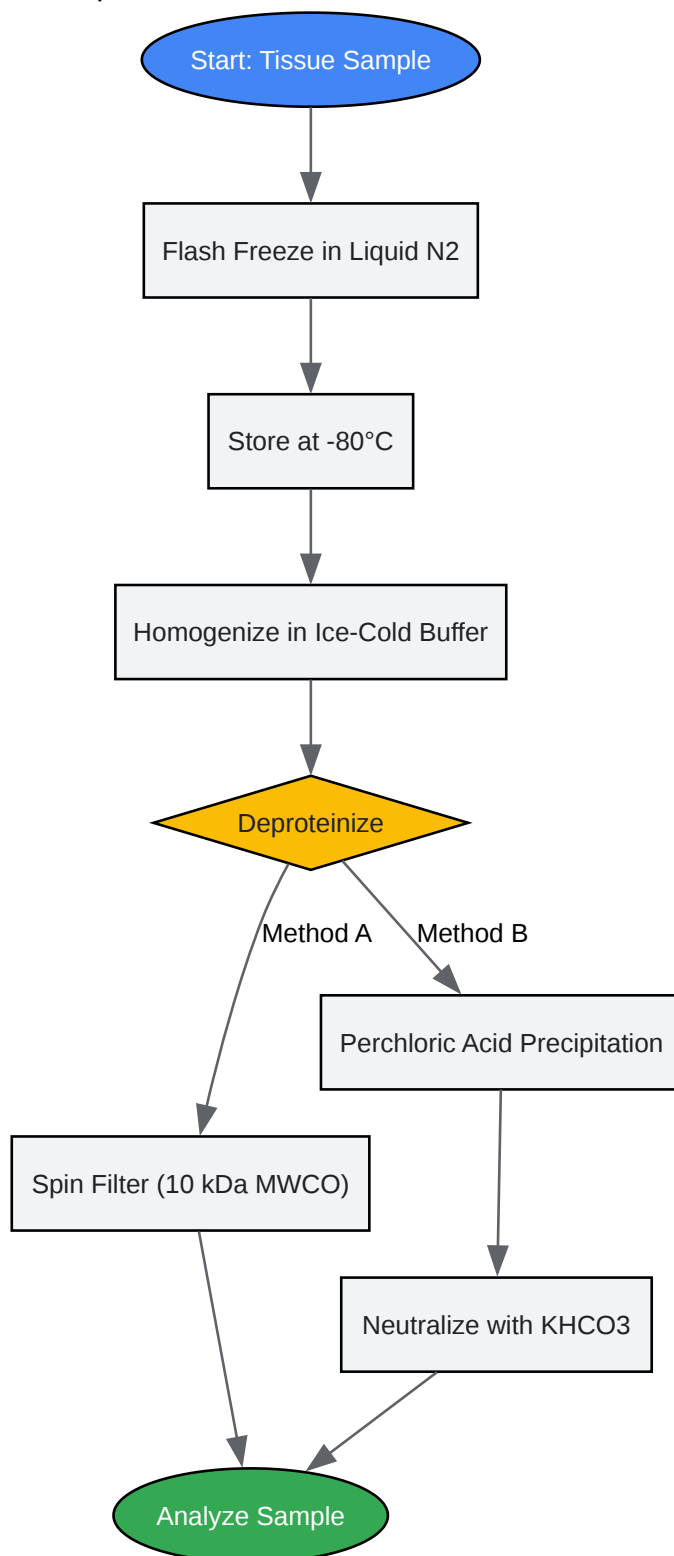 Start: Tissue Sample
Flash Freeze in Liquid N2
Store at -80°C
Homogenize in Ice-Cold Buffer
Deproteinize
Method A
Method B
Perchloric Acid Precipitation
Spin Filter (10 kDa MWCO)
Neutralize with KHCO3
Analyze Sample